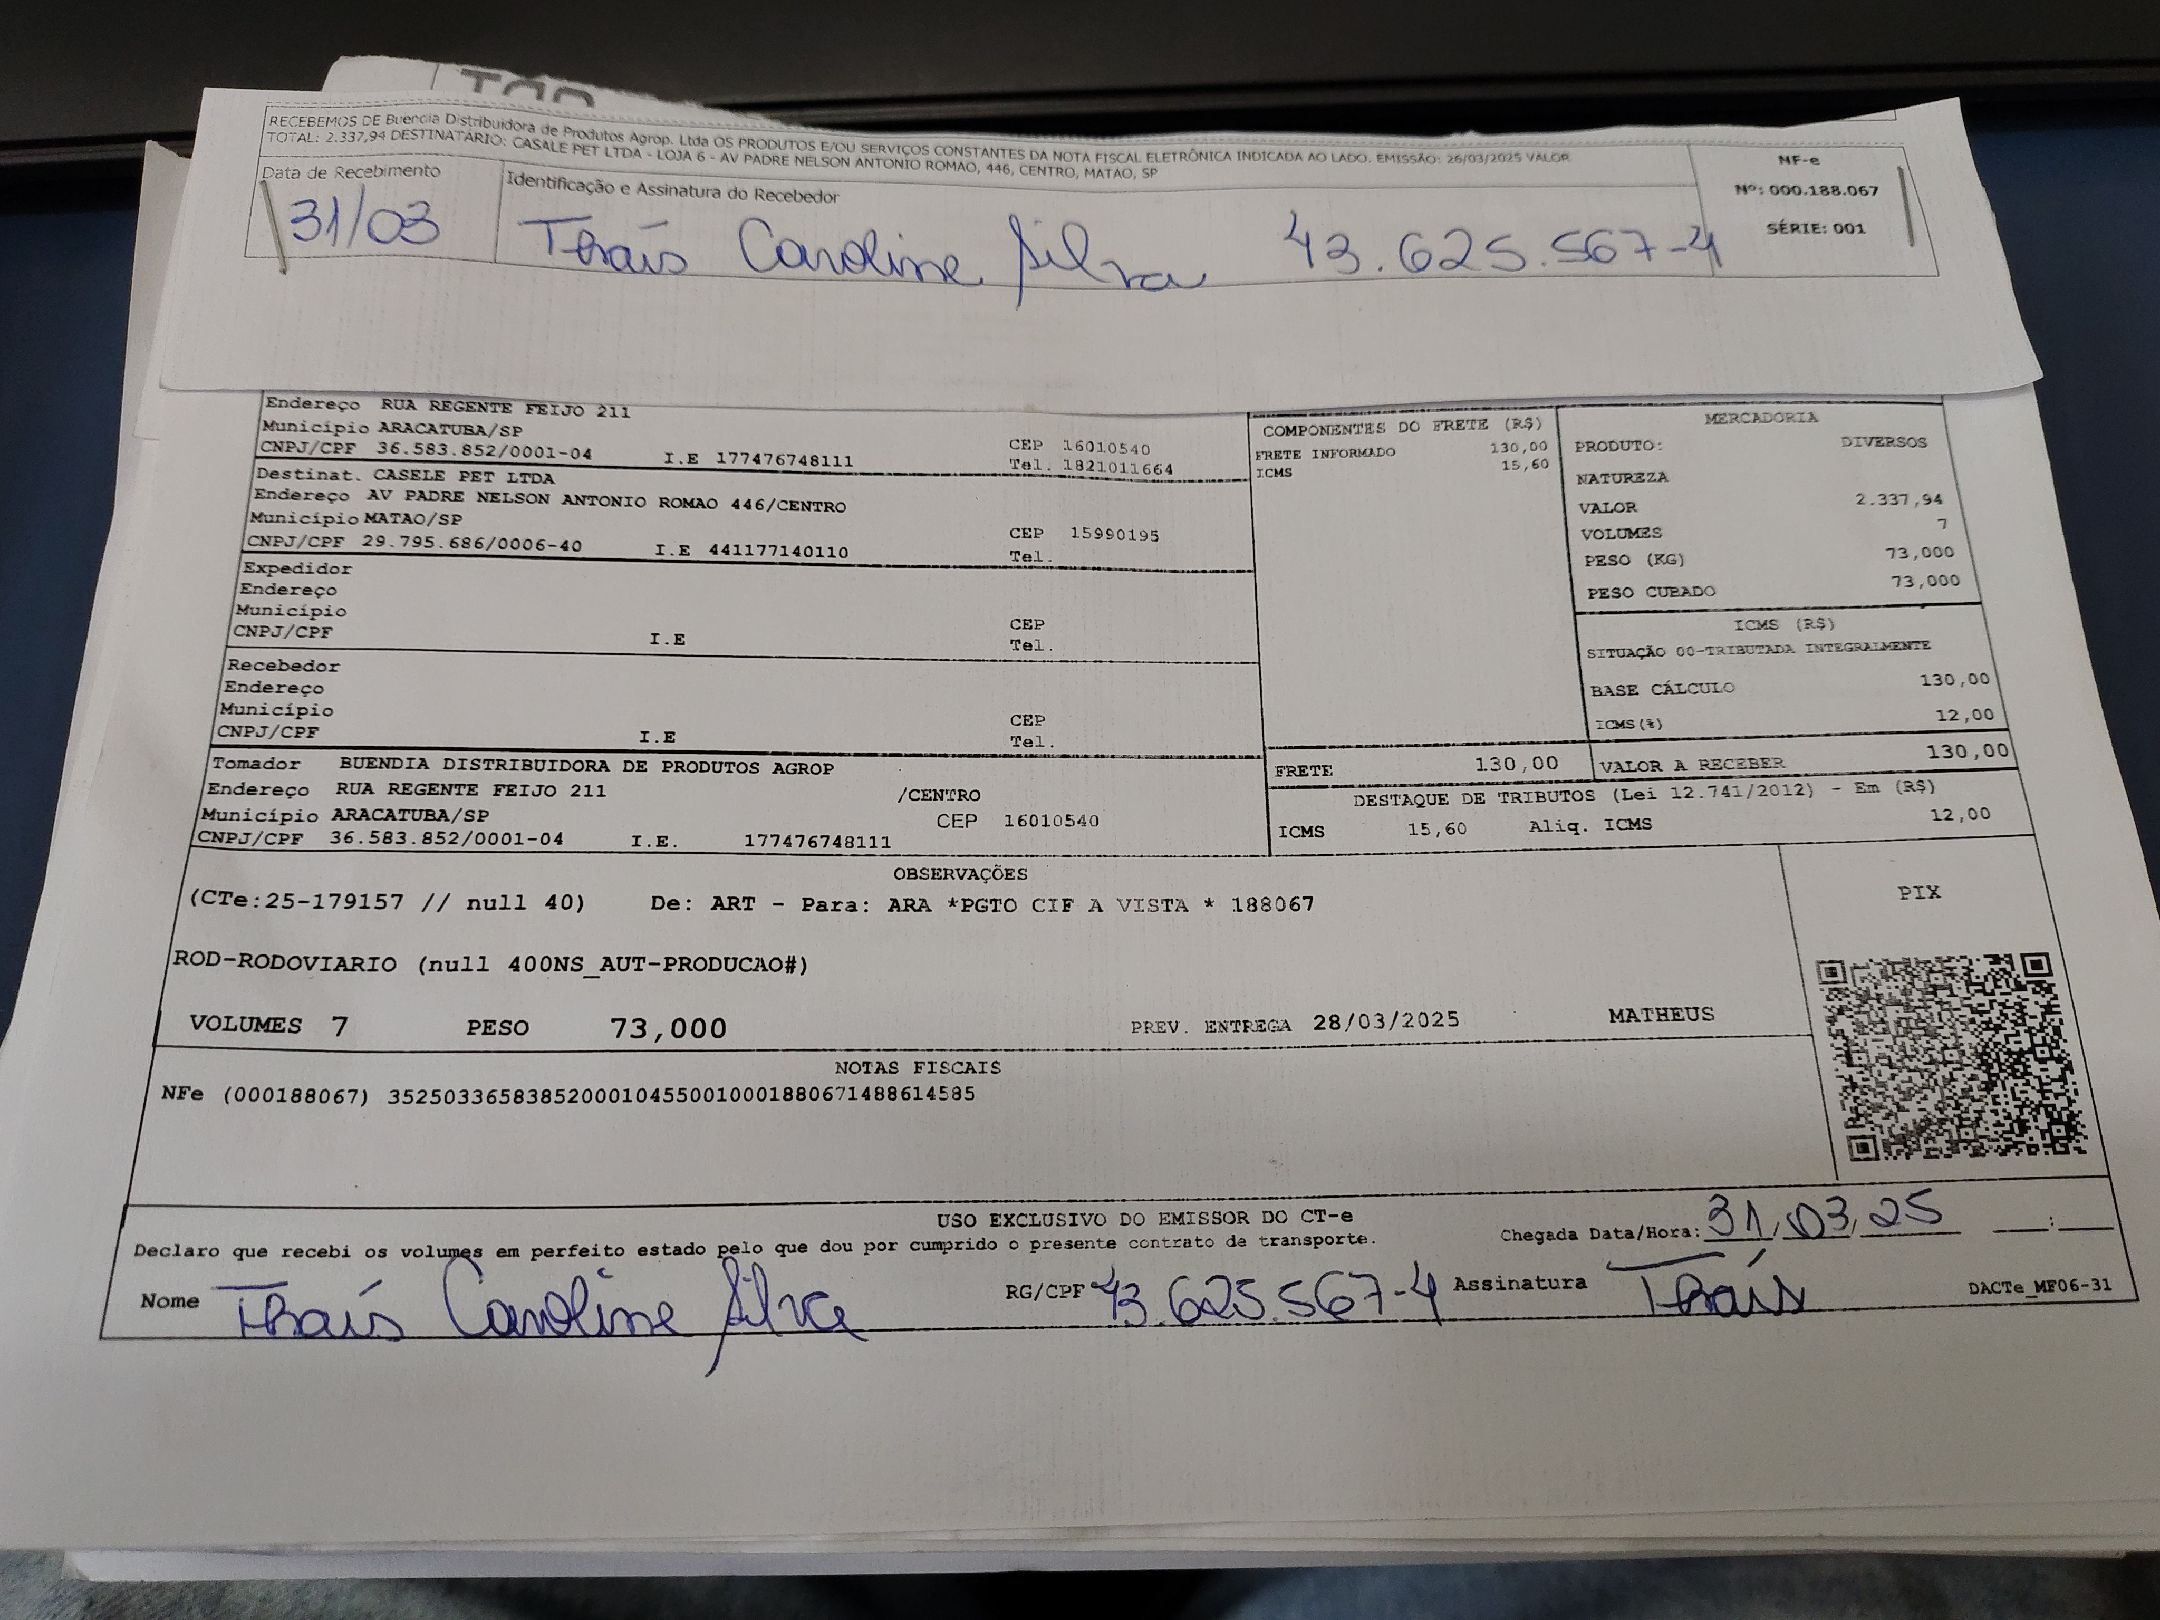 RECEBEMOS DE Buendia Distribuidora de Produtos Agrop. Ltda OS PRODUTOS E/OU SERVIÇOS CONSTANTES DA NOTA FISCAL ELETRÔNICA INDICADA AO LADO. EMISSÃO: 26/03/2025 VALOR
TOTAL: 2.337,94 DESTINATÁRIO: CASALE PET LTDA - LOJA 6 - AV PADRE NELSON ANTONIO ROMAO, 446, CENTRO, MATAO, SP
NF-e
Nº: 000.188.067
SÉRIE: 001
Data de Recebimento
Identificação e Assinatura do Recebedor
31/03
Thaís Caroline Silva 43.625.567-4
Endereço RUA REGENTE FEIJO 211
Município ARACATUBA/SP CEP 16010540
CNPJ/CPF 36.583.852/0001-04 I.E 177476748111 Tel. 1821011664
Destinat. CASELE PET LTDA
Endereço AV PADRE NELSON ANTONIO ROMAO 446/CENTRO
Município MATAO/SP CEP 15990195
CNPJ/CPF 29.795.686/0006-40 I.E 441177140110 Tel.
Expedidor
Endereço
Município CEP
CNPJ/CPF I.E Tel.
Recebedor
Endereço
Município CEP
CNPJ/CPF I.E Tel.
Tomador BUENDIA DISTRIBUIDORA DE PRODUTOS AGROP
Endereço RUA REGENTE FEIJO 211 /CENTRO
Município ARACATUBA/SP CEP 16010540
CNPJ/CPF 36.583.852/0001-04 I.E. 177476748111
COMPONENTES DO FRETE (R$)
FRETE INFORMADO 130,00
ICMS 15,60
MERCADORIA
PRODUTO: DIVERSOS
NATUREZA
VALOR 2.337,94
VOLUMES 7
PESO (KG) 73,000
PESO CUBADO 73,000
ICMS (R$)
SITUAÇÃO 00-TRIBUTADA INTEGRALMENTE
BASE CÁLCULO 130,00
ICMS(%) 12,00
FRETE 130,00 VALOR A RECEBER 130,00
DESTAQUE DE TRIBUTOS (Lei 12.741/2012) - Em (R$)
ICMS 15,60 Aliq. ICMS 12,00
OBSERVAÇÕES
(CTe:25-179157 // null 40) De: ART - Para: ARA *PGTO CIF A VISTA * 188067
ROD-RODOVIARIO (null 400NS_AUT-PRODUCAO#)
PIX
VOLUMES 7 PESO 73,000 PREV. ENTREGA 28/03/2025 MATHEUS
NOTAS FISCAIS
NFe (000188067) 35250336583852000104550010001880671488614585
USO EXCLUSIVO DO EMISSOR DO CT-e
Declaro que recebi os volumes em perfeito estado pelo que dou por cumprido o presente contrato de transporte.
Chegada Data/Hora: 31/03/25 __:__
Nome Thaís Caroline Silva RG/CPF 43.625.567-4 Assinatura Thaís
DACTe_MF06-31